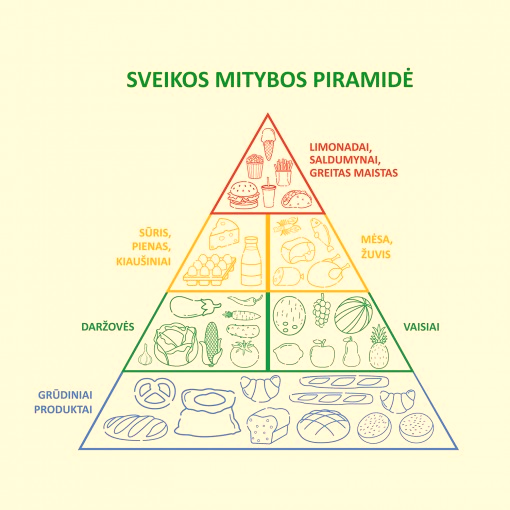 SVEIKOS MITYBOS PIRAMIDĖ
LIMONADAI,
SALDUMYNAI,
GREITAS MAISTAS
SŪRIS,
PIENAS,
KIAUŠINIAI
MĖSA,
ŽUVIS
DARŽOVĖS
VAISIAI
GRŪDINIAI
PRODUKTAI